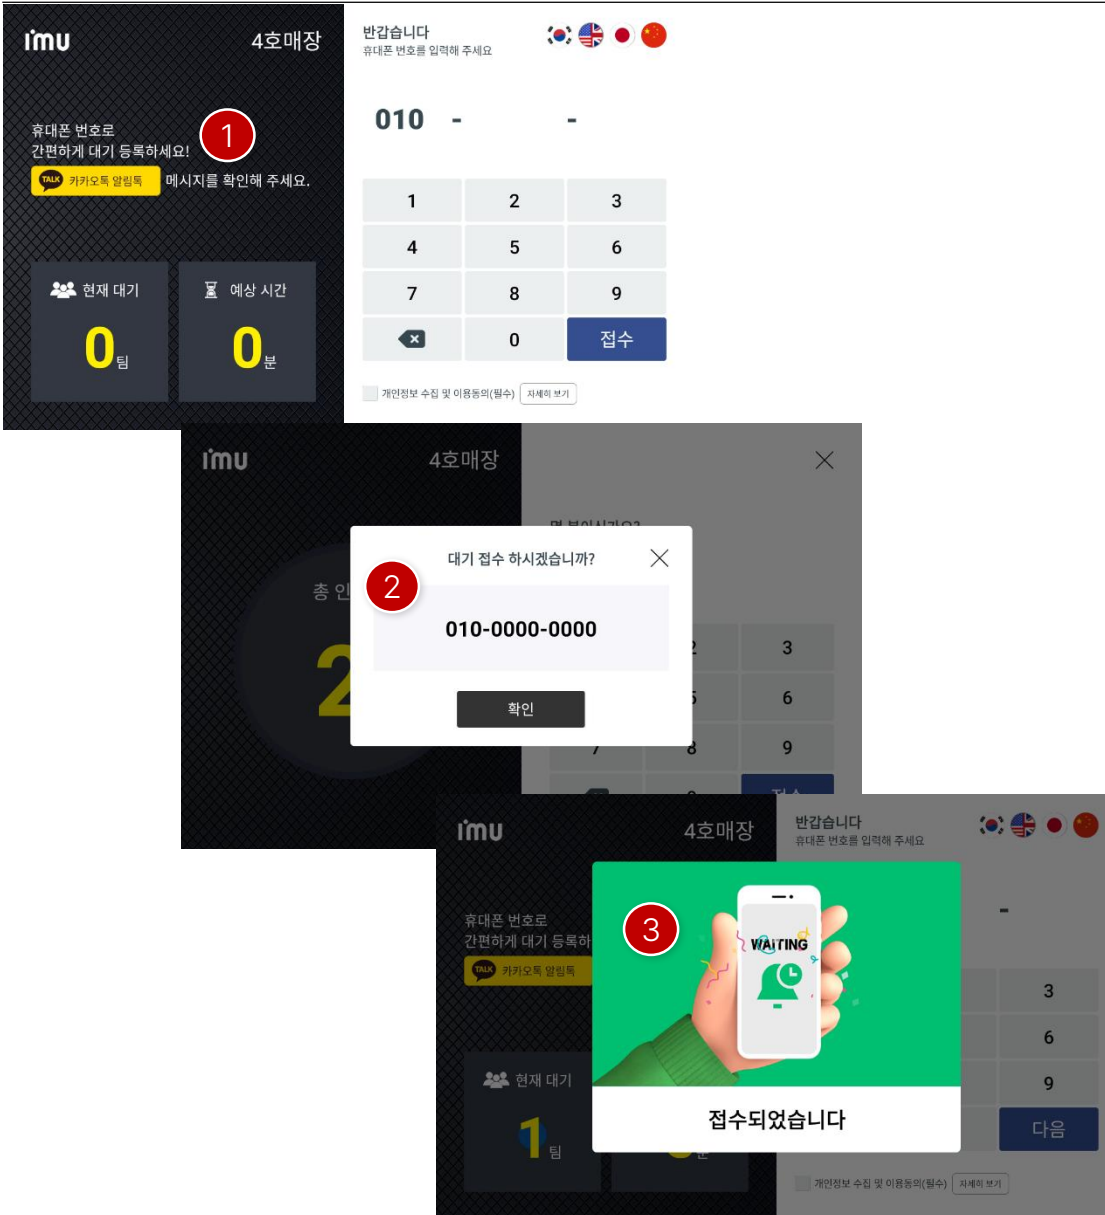 imu
4호매장
휴대폰 번호로
간편하게 대기 등록하세요!
1
TALK 카카오톡 알림톡 메시지를 확인해 주세요.
현재 대기
0팀
예상 시간
0분
반갑습니다
휴대폰 번호를 입력해 주세요
010 - -
1 2 3
4 5 6
7 8 9
0 접수
개인정보 수집 및 이용동의(필수) 자세히 보기
imu
4호매장
총 인
2
대기 접수 하시겠습니까?
2
010-0000-0000
확인
3
6
7 8 9
imu
4호매장
휴대폰 번호로
간편하게 대기 등록하
TALK 카카오톡 알림톡
현재 대기
1팀
반갑습니다
휴대폰 번호를 입력해 주세요
-
3
WAITING
접수되었습니다
3
6
9
다음
개인정보 수집 및 이용동의(필수) 자세히 보기